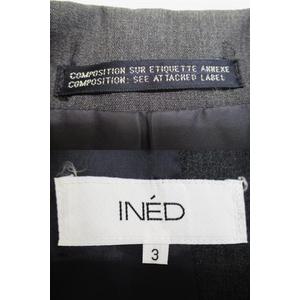 COMPOSITION SUR ETIQUETTE ANNEXE
COMPOSITION: SEE ATTACHED LABEL
INÉD
3